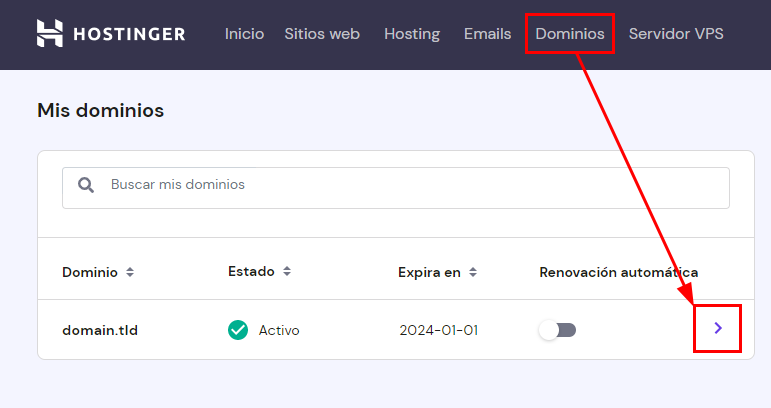 HOSTINGER Inicio Sitios web Hosting Emails Dominios Servidor VPS
Mis dominios
Buscar mis dominios
Dominio Estado Expira en Renovación automática
domain.tld Activo 2024-01-01